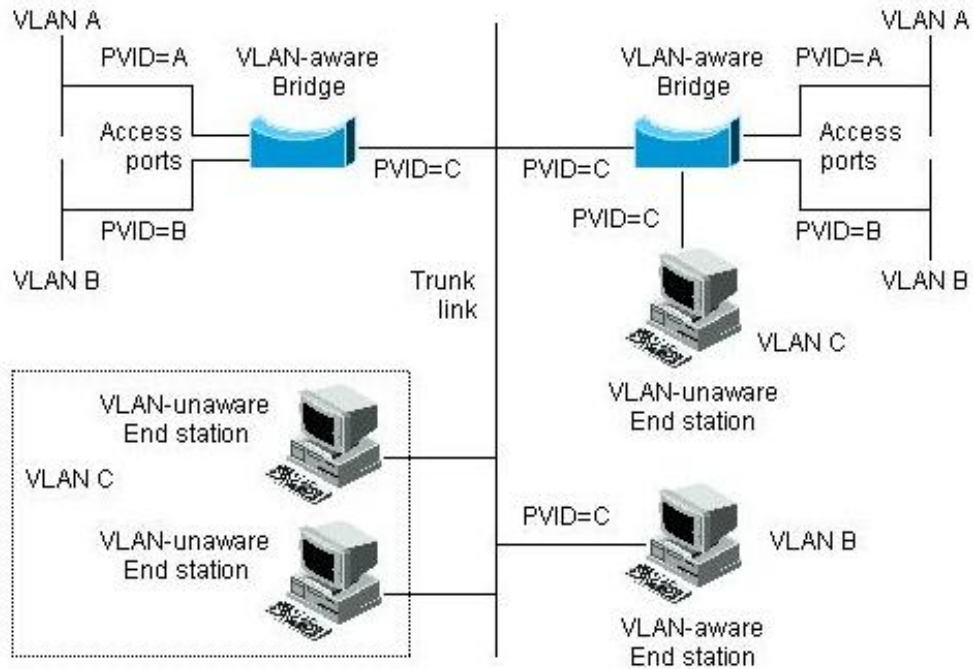 VLAN A
PVID=A
VLAN-aware
Bridge
Access
ports
PVID=C
PVID=B
VLAN B
VLAN-aware
Bridge
PVID=A
VLAN A
Access
ports
PVID=C
PVID=C
PVID=B
VLAN B
Trunk
link
VLAN C
VLAN-unaware
End station
VLAN-unaware
End station
VLAN C
VLAN-unaware
End station
PVID=C
VLAN B
VLAN-aware
End station